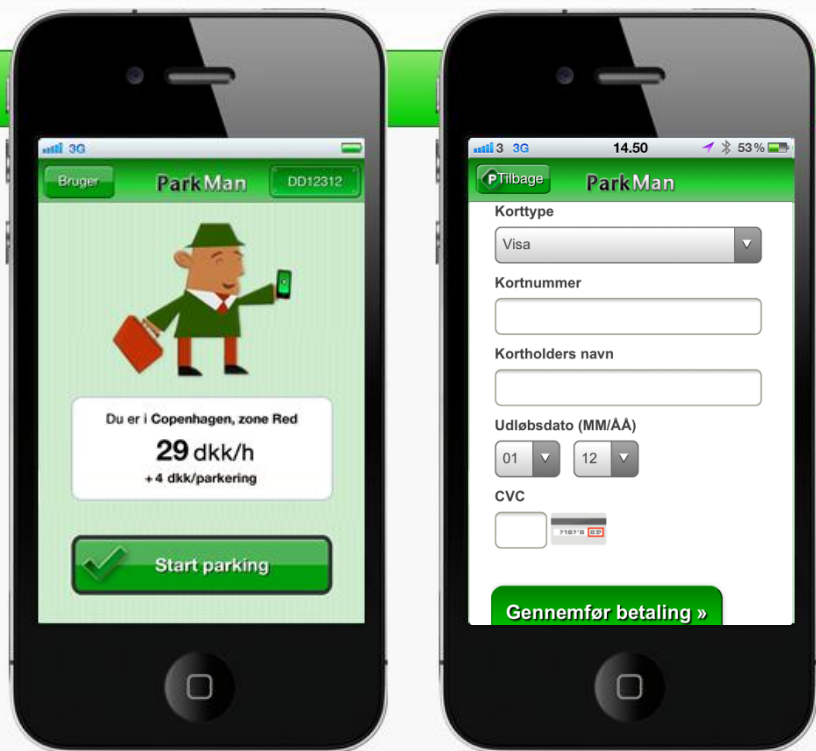 3G
Bruger
ParkMan
DD12312
Du er i Copenhagen, zone Red
29 dkk/h
+4 dkk/parkering
Start parking
3 3G 14.50 53%
P Tilbage
ParkMan
Korttype
Visa
Kortnummer
Kortholders navn
Udløbsdato (MM/ÅÅ)
01 12
CVC
Gennemfør betaling »